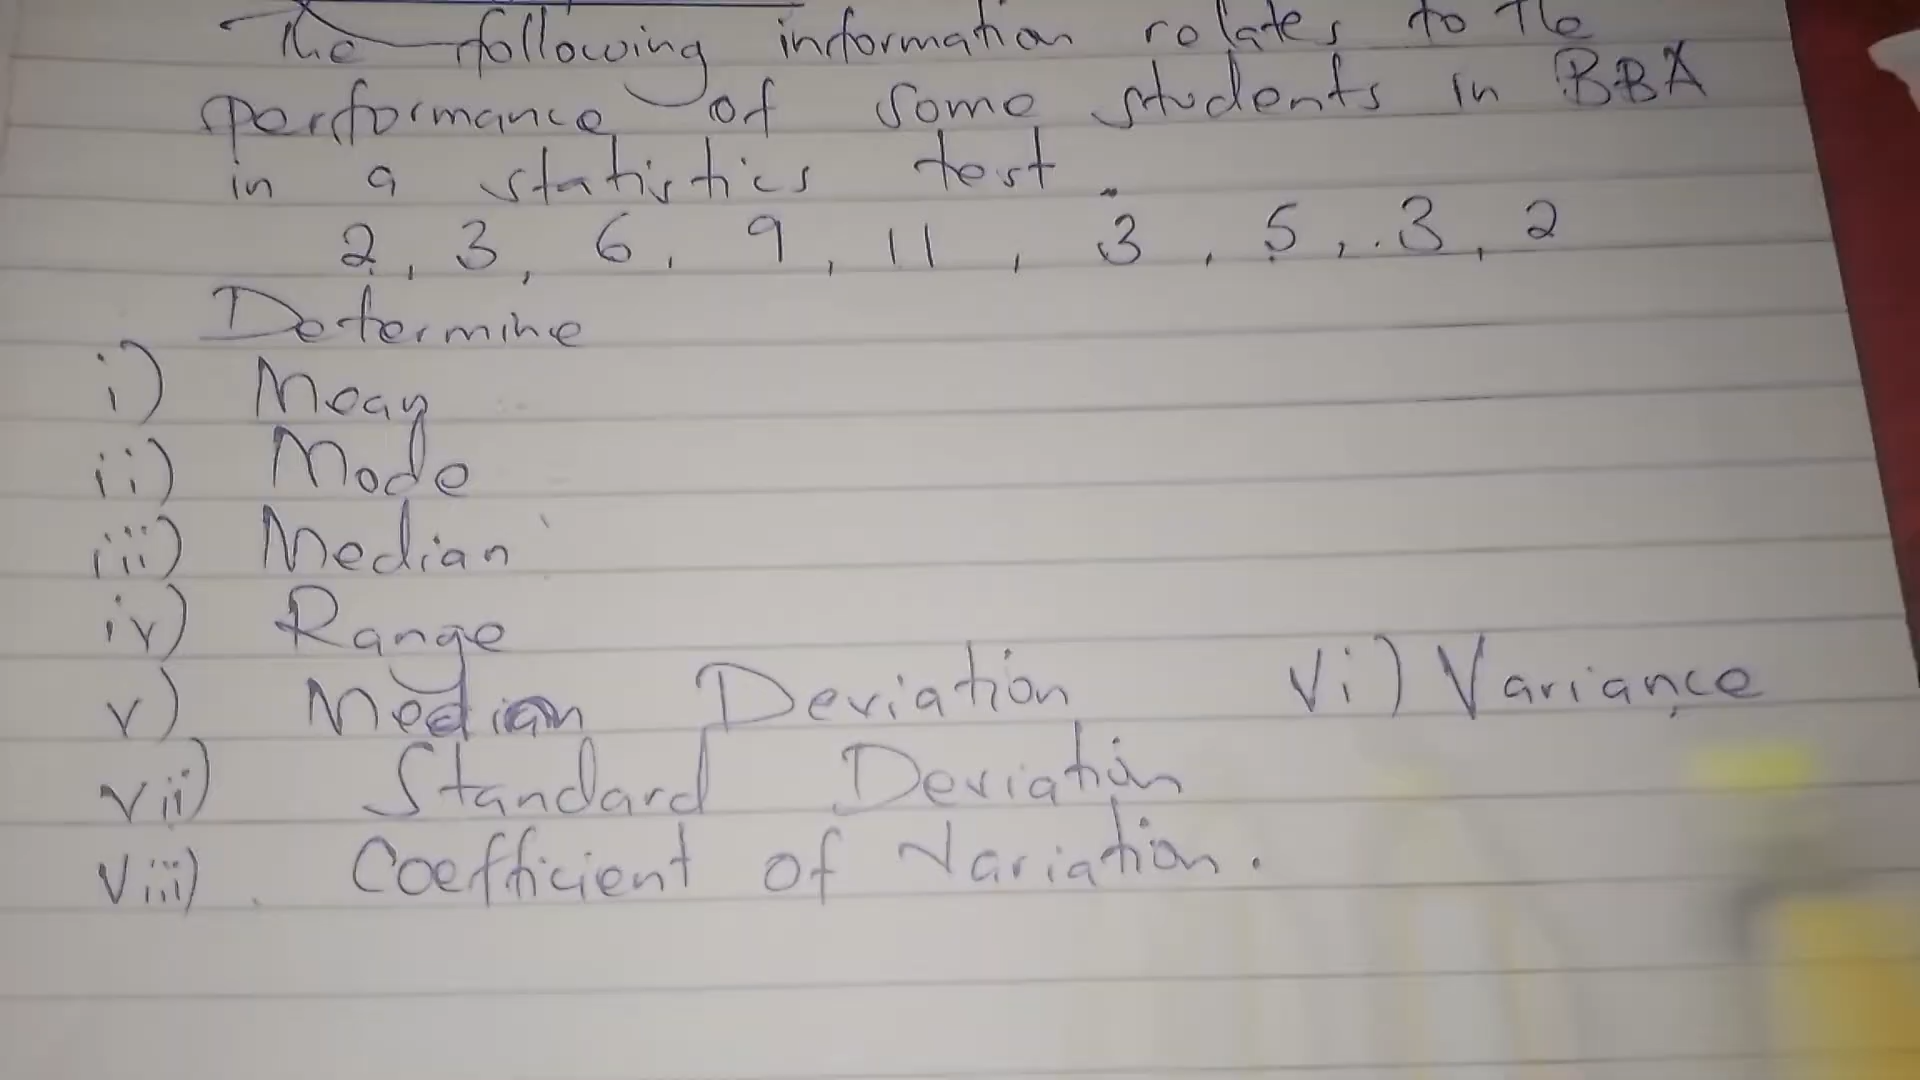 The following information relates to the
performance of some students in BBA
in a statistics test.
2, 3, 6, 9, 11, 3, 5, 3, 2
Determine
i) Mean
ii) Mode
iii) Median
iv) Range
v) Median Deviation vi) Variance
vii) Standard Deviation
viii). Coefficient of Variation.